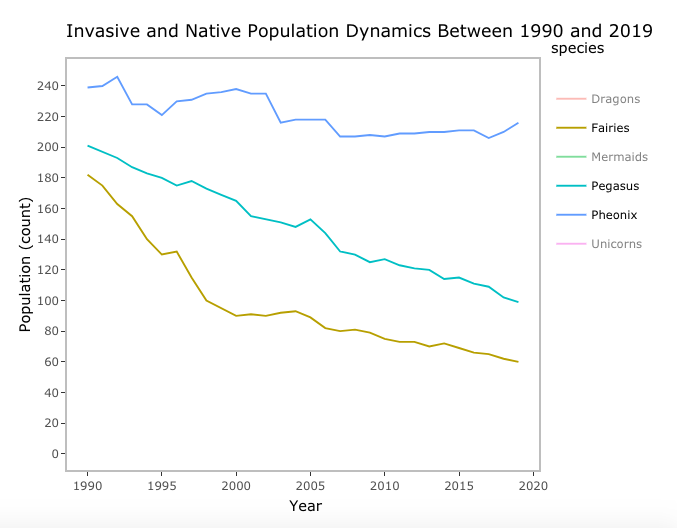 Invasive and Native Population Dynamics Between 1990 and 2019
species
Dragons
Fairies
Mermaids
Pegasus
Pheonix
Unicorns
Population (count)
240
220
200
180
160
140
120
100
80
60
40
20
0
1990 1995 2000 2005 2010 2015 2020
Year